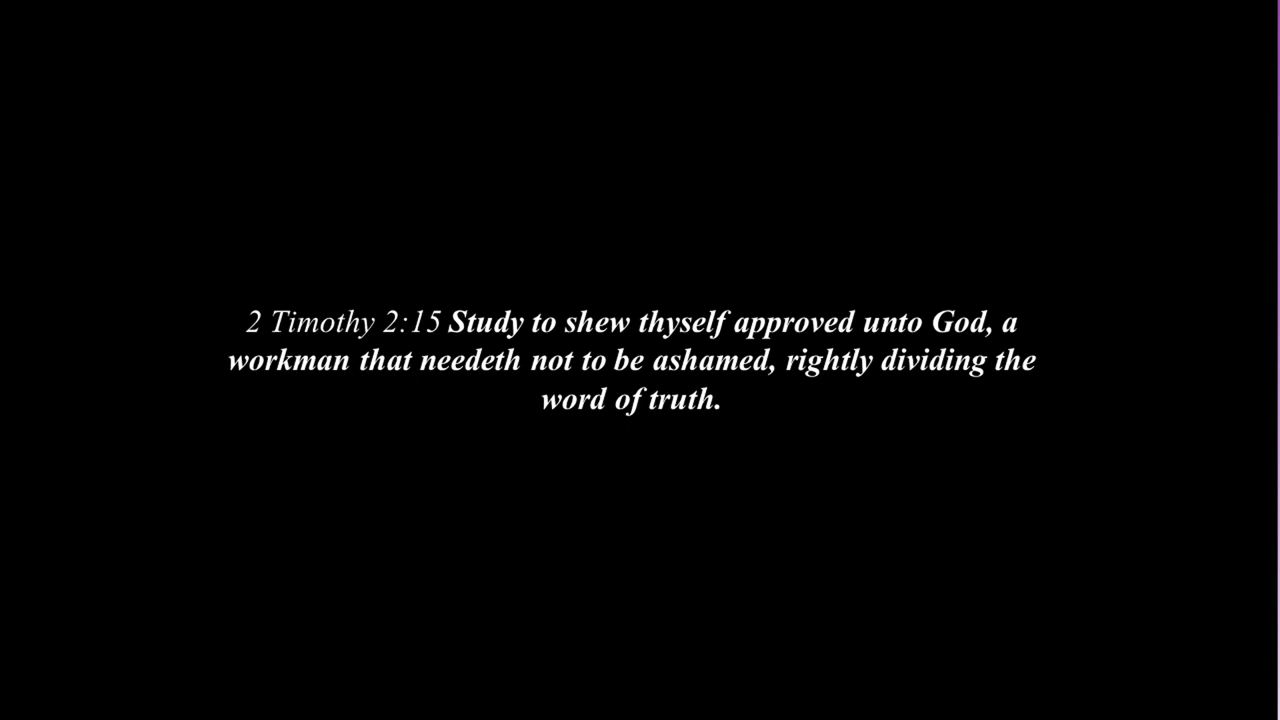 2 Timothy 2:15 Study to shew thyself approved unto God, a
workman that needeth not to be ashamed, rightly dividing the
word of truth.